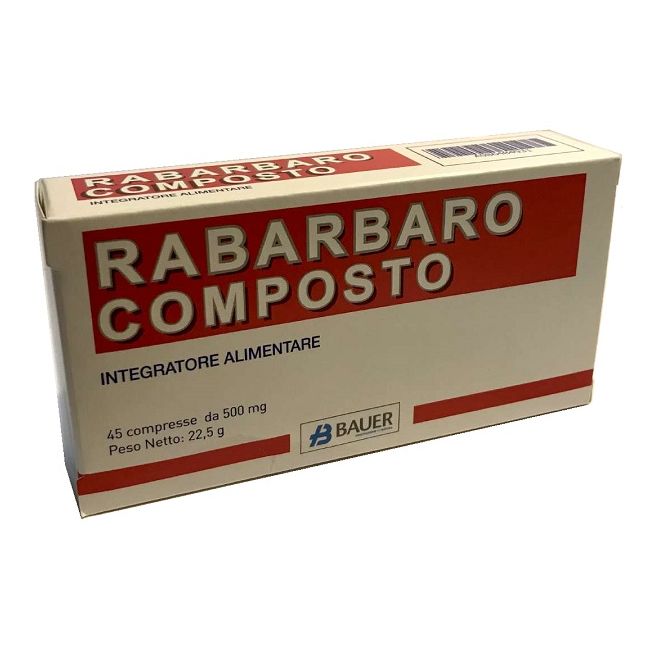 RABARBARO
COMPOSTO
INTEGRATORE ALIMENTARE
RABARBARO
COMPOSTO
INTEGRATORE ALIMENTARE
45 compresse da 500 mg
Peso Netto: 22,5 g
BAUER